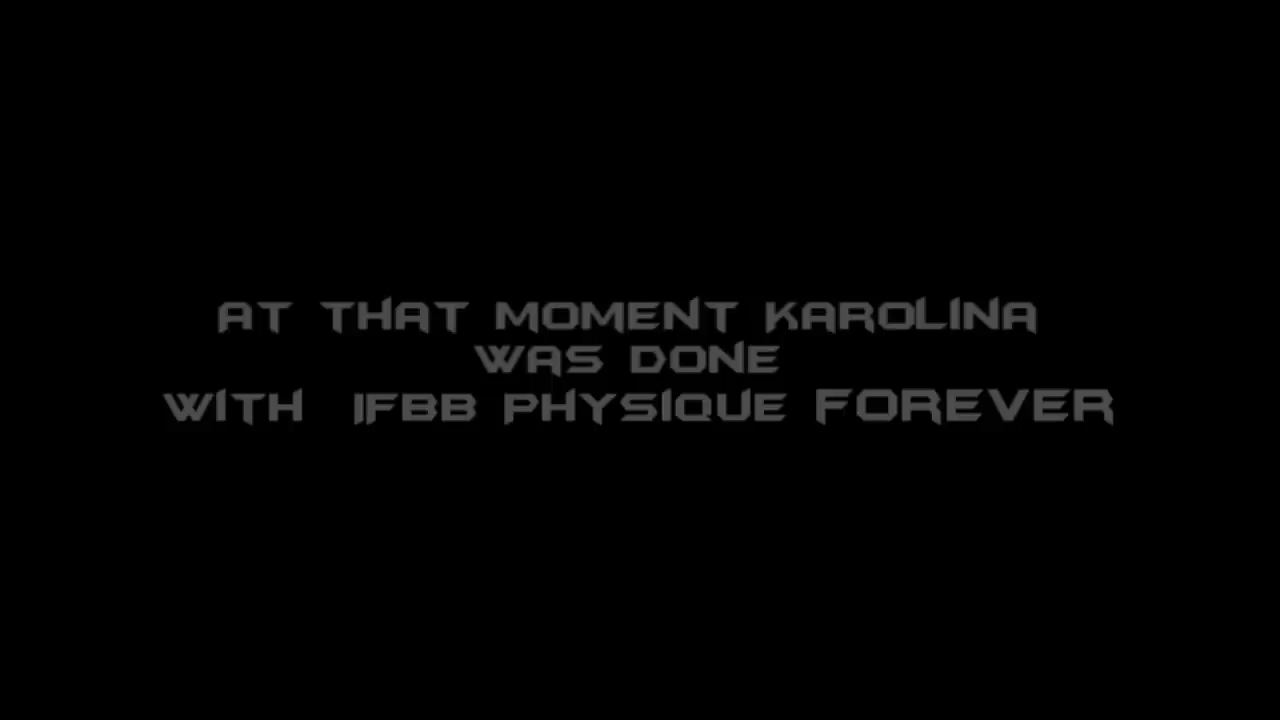 AT THAT MOMENT KAROLINA
WAS DONE
WITH IFBB PHYSIQUE FOREVER